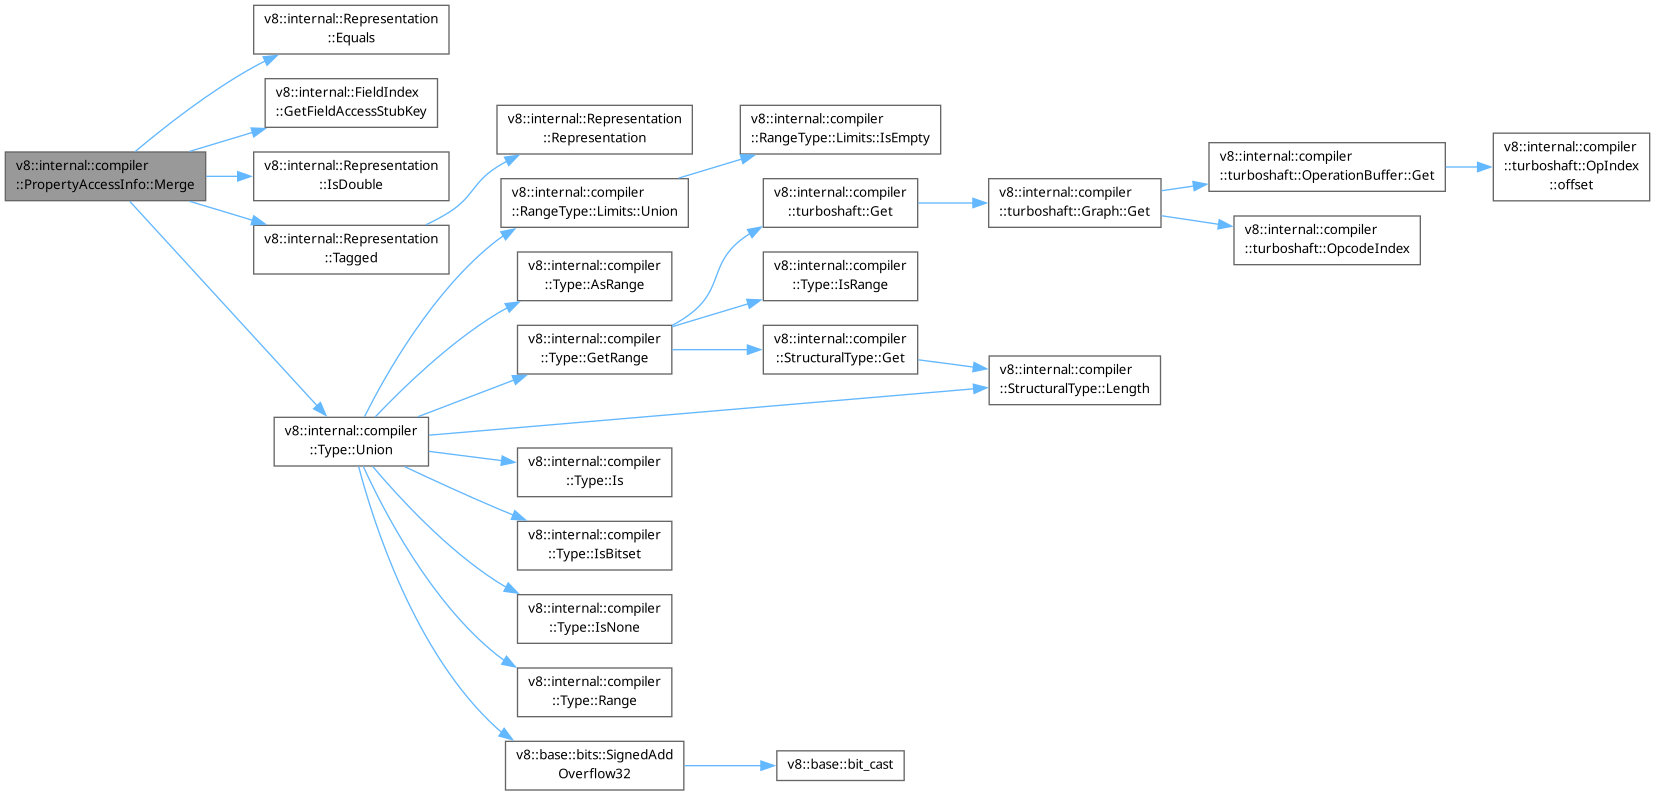 v8::internal::Representation
::Equals
v8::internal::FieldIndex
::GetFieldAccessStubKey
v8::internal::compiler
::PropertyAccessInfo::Merge
v8::internal::Representation
::IsDouble
v8::internal::Representation
::Tagged
v8::internal::Representation
::Representation
v8::internal::compiler
::RangeType::Limits::Union
v8::internal::compiler
::RangeType::Limits::IsEmpty
v8::internal::compiler
::Type::AsRange
v8::internal::compiler
::Type::GetRange
v8::internal::compiler
::turboshaft::Get
v8::internal::compiler
::Type::IsRange
v8::internal::compiler
::StructuralType::Get
v8::internal::compiler
::turboshaft::Graph::Get
v8::internal::compiler
::turboshaft::OperationBuffer::Get
v8::internal::compiler
::turboshaft::OpIndex
::offset
v8::internal::compiler
::turboshaft::OpcodeIndex
v8::internal::compiler
::StructuralType::Length
v8::internal::compiler
::Type::Union
v8::internal::compiler
::Type::Is
v8::internal::compiler
::Type::IsBitset
v8::internal::compiler
::Type::IsNone
v8::internal::compiler
::Type::Range
v8::base::bits::SignedAdd
Overflow32
v8::base::bit_cast